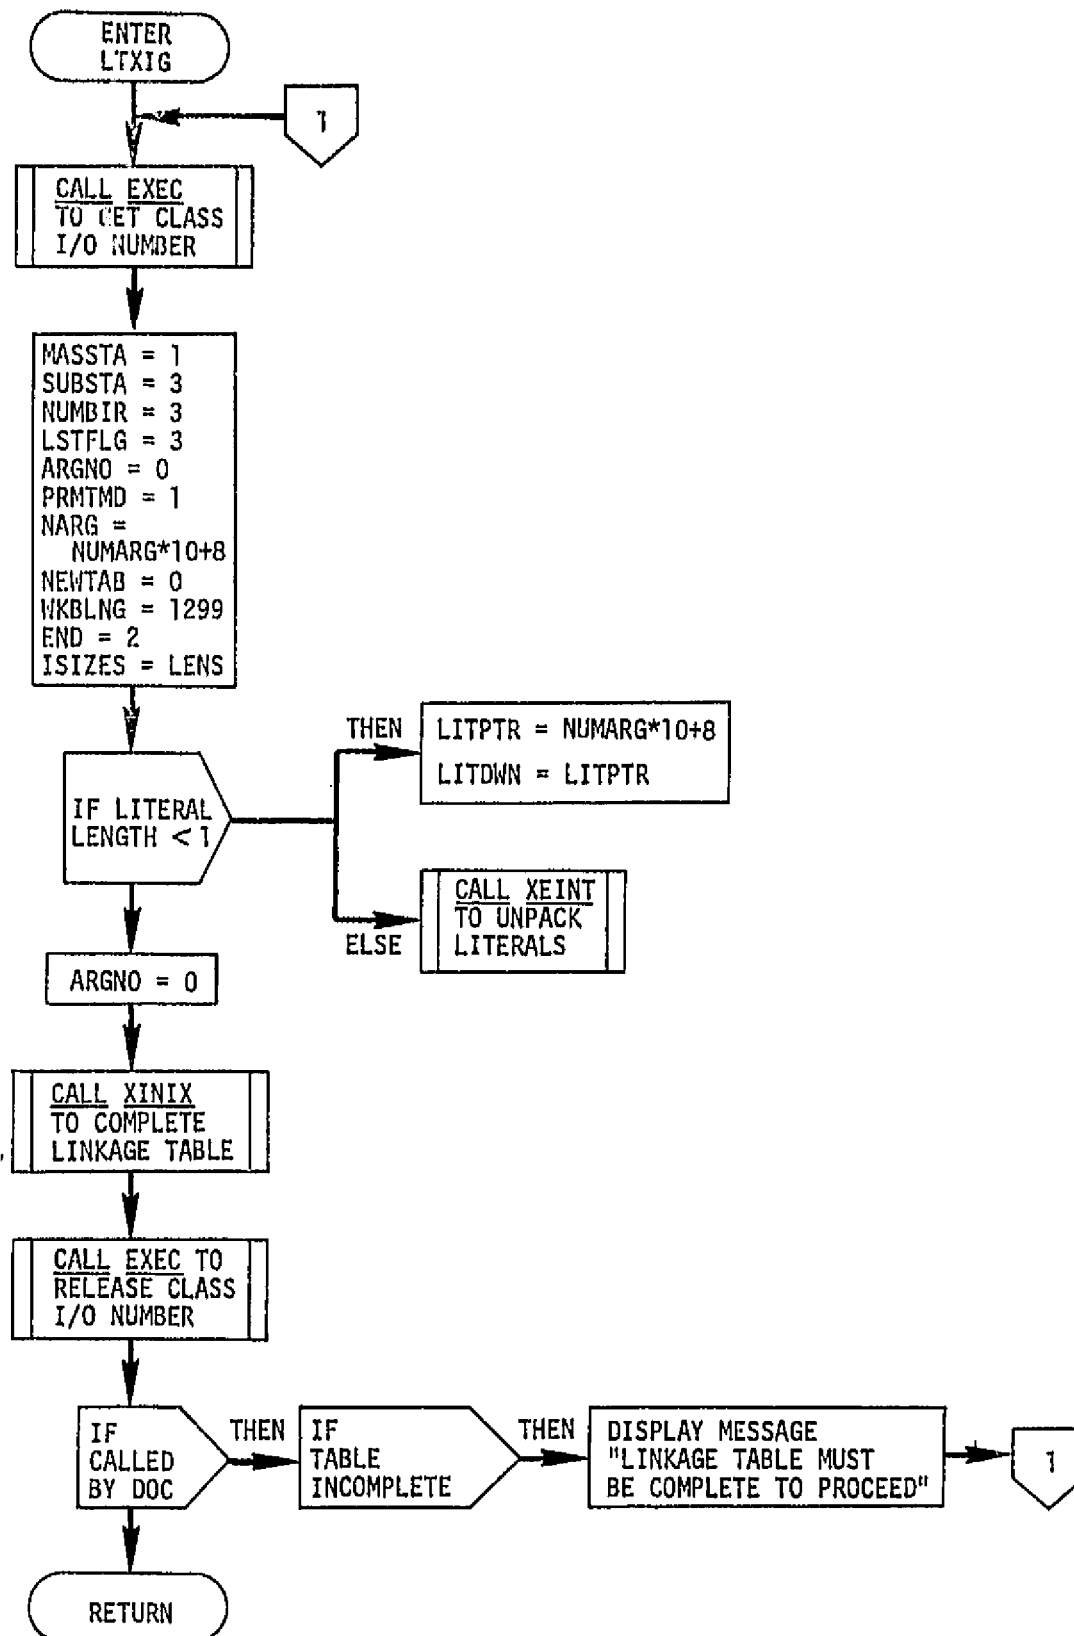 ENTER
LTXIG
1
CALL EXEC
TO GET CLASS
I/O NUMBER
MASSTA = 1
SUBSTA = 3
NUMBIR = 3
LSTFLG = 3
ARGNO = 0
PRMTMD = 1
NARG =
NUMARG*10+8
NEWTAB = 0
WKBLNG = 1299
END = 2
ISIZES = LENS
IF LITERAL
LENGTH < 1
THEN
LITPTR = NUMARG*10+8
LITDWN = LITPTR
ELSE
CALL XEINT
TO UNPACK
LITERALS
ARGNO = 0
CALL XINIX
TO COMPLETE
LINKAGE TABLE
CALL EXEC TO
RELEASE CLASS
I/O NUMBER
IF
CALLED
BY DOC
THEN
IF
TABLE
INCOMPLETE
THEN
DISPLAY MESSAGE
"LINKAGE TABLE MUST
BE COMPLETE TO PROCEED"
1
RETURN